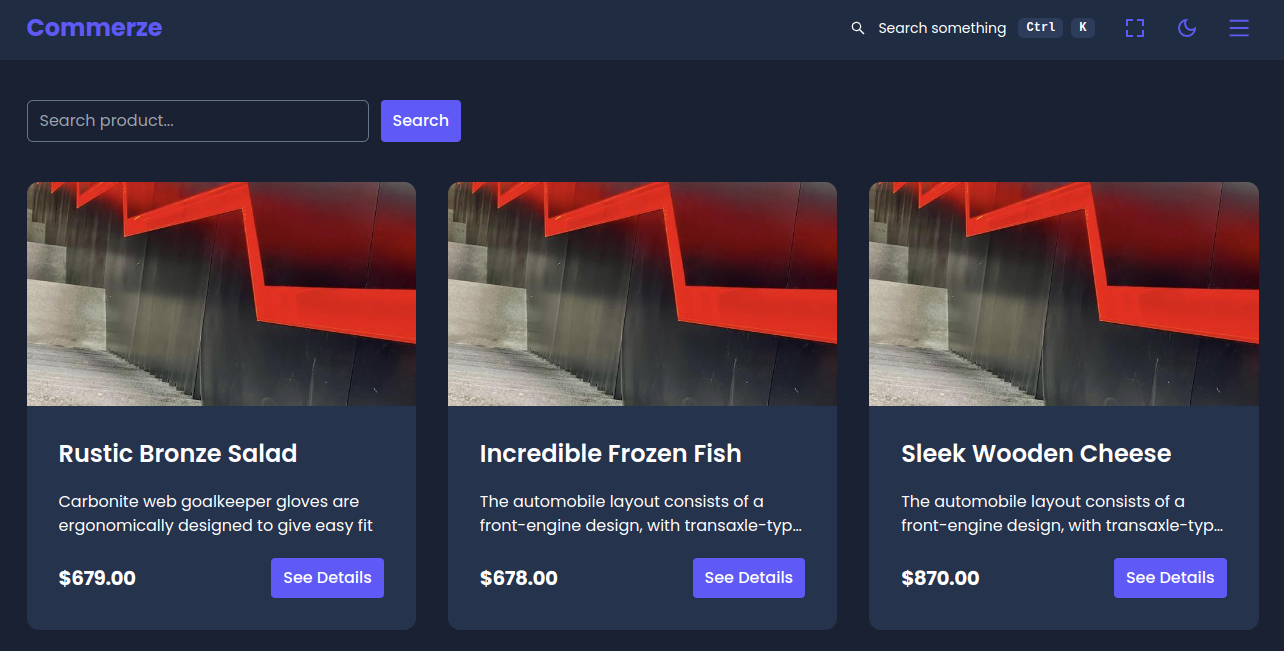 Commerze
Search something Ctrl K
Search product...
Search
Rustic Bronze Salad
Carbonite web goalkeeper gloves are
ergonomically designed to give easy fit
$679.00
See Details
Incredible Frozen Fish
The automobile layout consists of a
front-engine design, with transaxle-typ...
$678.00
See Details
Sleek Wooden Cheese
The automobile layout consists of a
front-engine design, with transaxle-typ...
$870.00
See Details